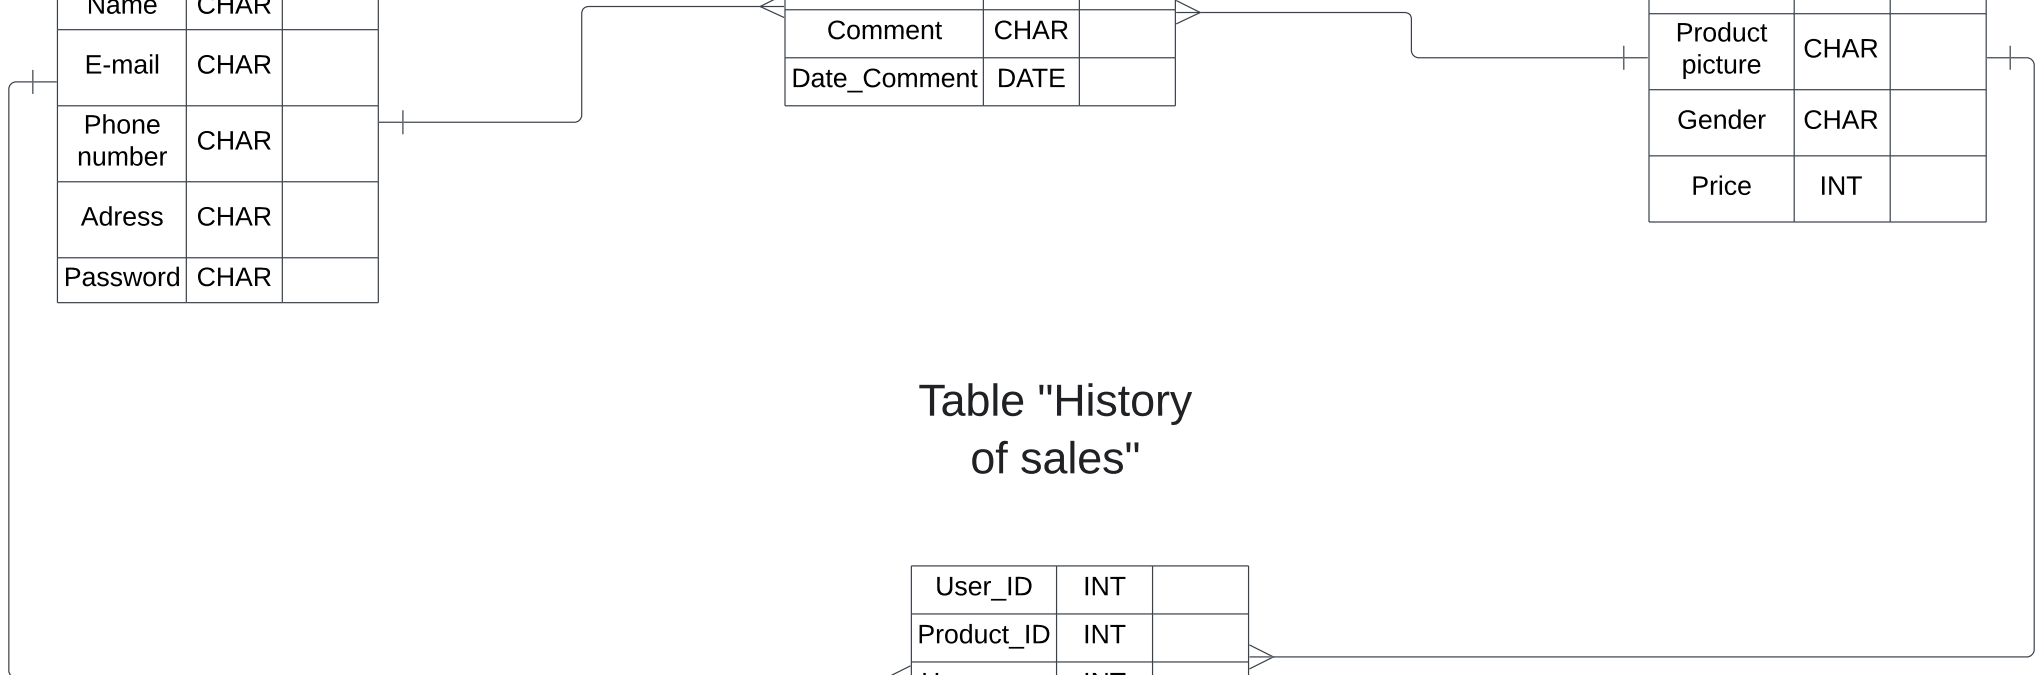 Name CHAR
E-mail CHAR
Phone
number CHAR
Adress CHAR
Password CHAR
Comment CHAR
Date_Comment DATE
Product
picture CHAR
Gender CHAR
Price INT
Table "History
of sales"
User_ID INT
Product_ID INT
INT